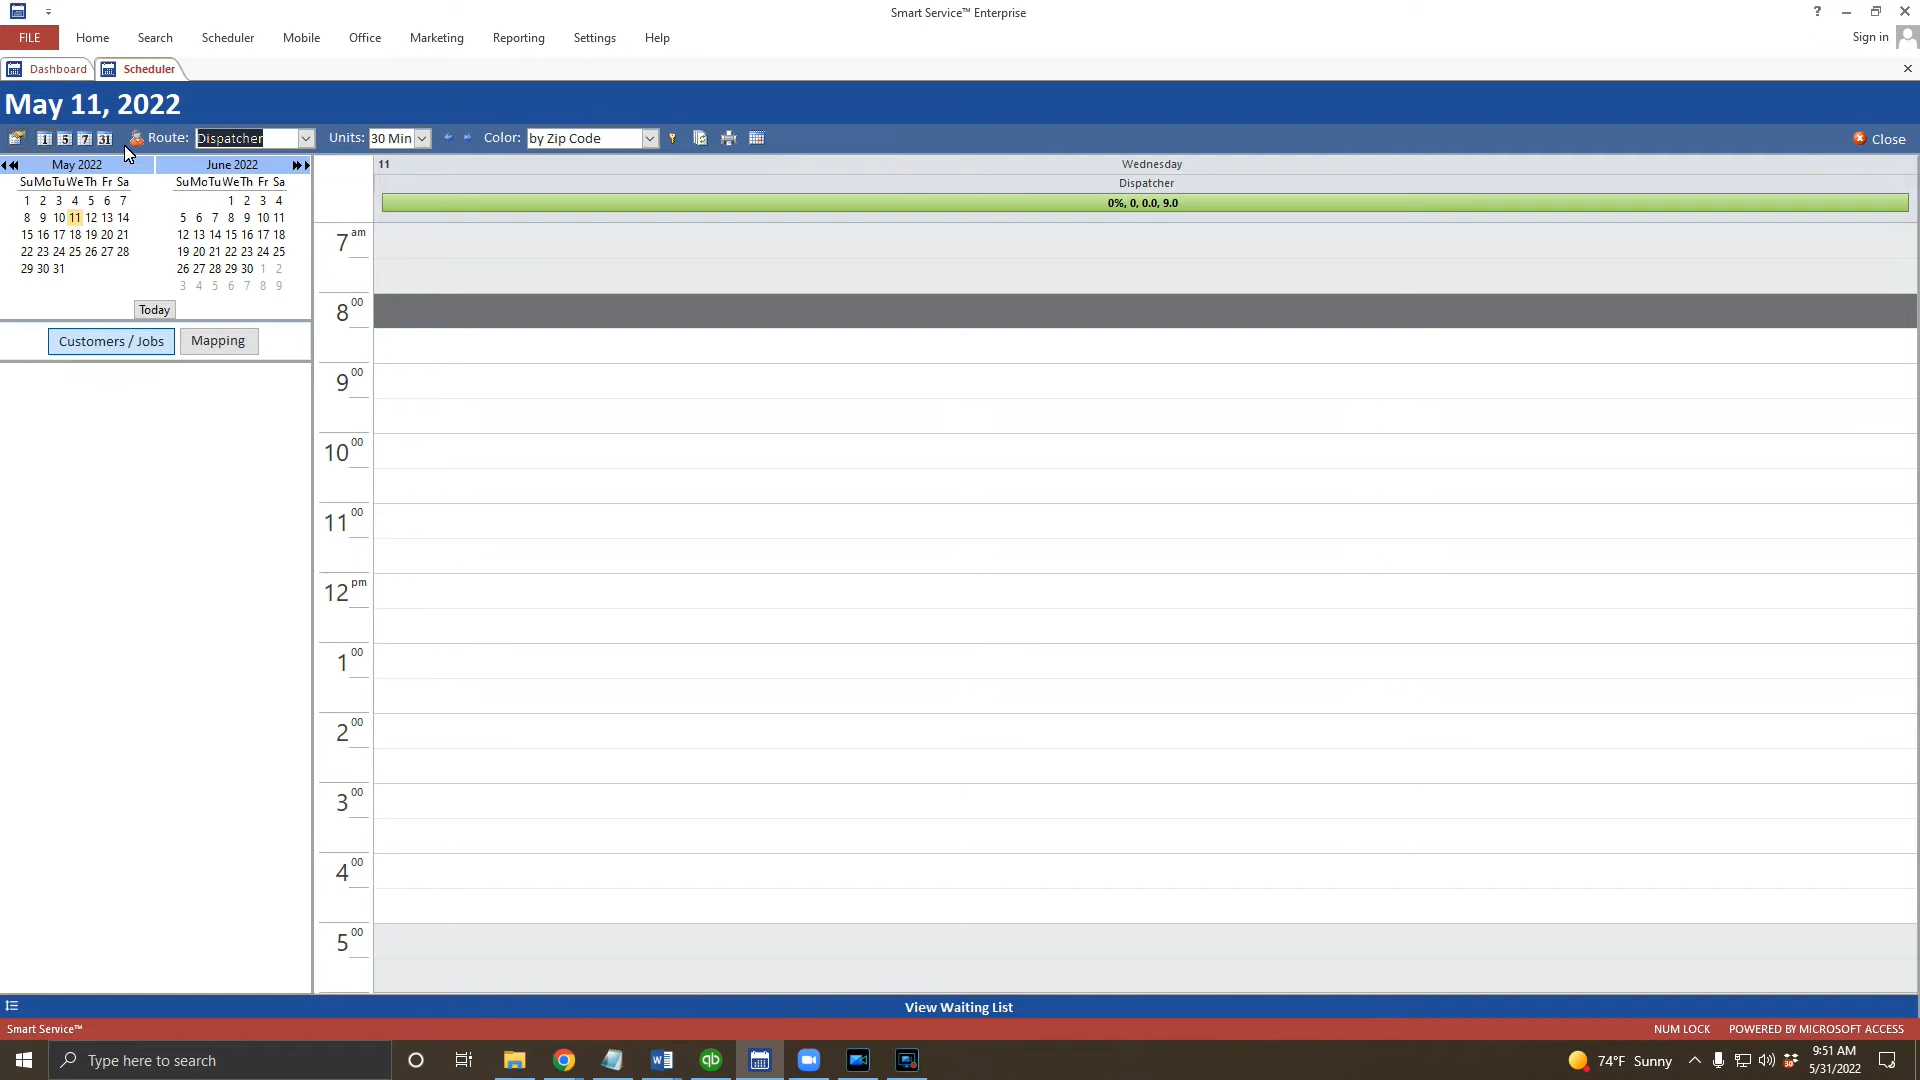 Smart Service™ Enterprise
?
FILE Home Search Scheduler Mobile Office Marketing Reporting Settings Help
Sign in
Dashboard Scheduler
May 11, 2022
1 5 7 31 Route: Dispatcher Units: 30 Min Color: by Zip Code Close
May 2022 June 2022
Su Mo Tu We Th Fr Sa Su Mo Tu We Th Fr Sa
1 2 3 4 5 6 7 1 2 3 4
8 9 10 11 12 13 14 5 6 7 8 9 10 11
15 16 17 18 19 20 21 12 13 14 15 16 17 18
22 23 24 25 26 27 28 19 20 21 22 23 24 25
29 30 31 26 27 28 29 30 1 2
3 4 5 6 7 8 9
Today
Customers / Jobs Mapping
11 Wednesday
Dispatcher
0%, 0, 0.0, 9.0
7 am
8 00
9 00
10 00
11 00
12 pm
1 00
2 00
3 00
4 00
5 00
View Waiting List
Smart Service™ NUM LOCK POWERED BY MICROSOFT ACCESS
Type here to search
74°F Sunny
9:51 AM
5/31/2022